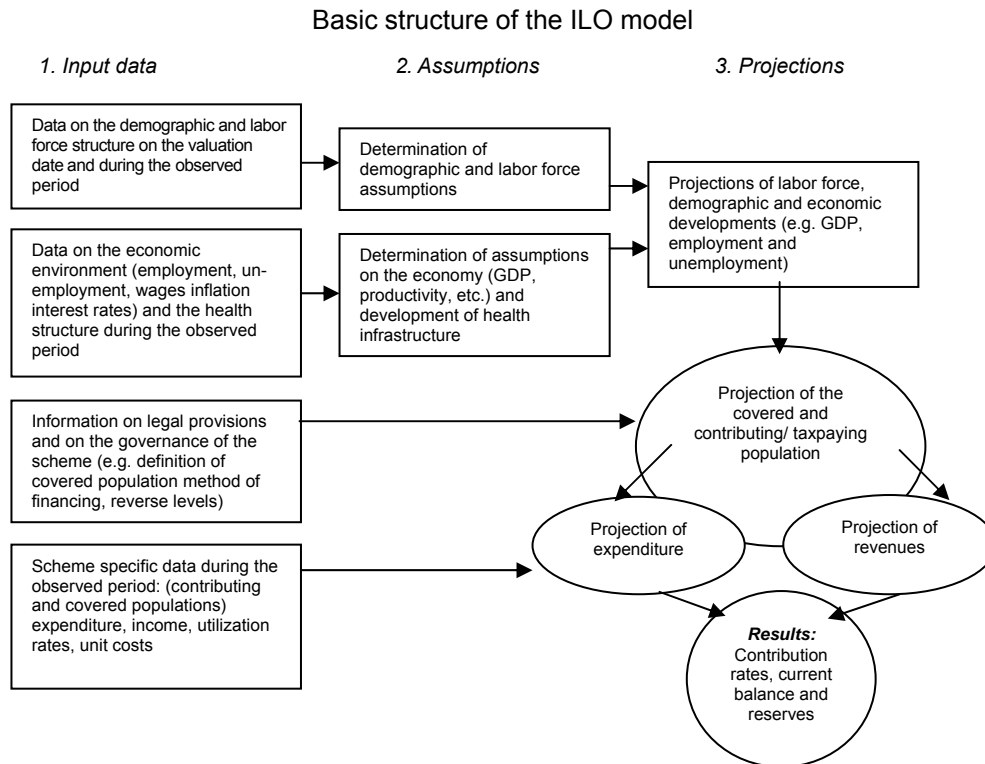 Basic structure of the ILO model
1. Input data
2. Assumptions
3. Projections
Data on the demographic and labor
force structure on the valuation
date and during the observed
period
Determination of
demographic and labor force
assumptions
Projections of labor force,
demographic and economic
developments (e.g. GDP,
employment and
unemployment)
Data on the economic
environment (employment, un-
employment, wages inflation
interest rates) and the health
structure during the observed
period
Determination of assumptions
on the economy (GDP,
productivity, etc.) and
development of health
infrastructure
Information on legal provisions
and on the governance of the
scheme (e.g. definition of
covered population method of
financing, reverse levels)
Projection of the
covered and
contributing/ taxpaying
population
Scheme specific data during the
observed period: (contributing
and covered populations)
expenditure, income, utilization
rates, unit costs
Projection of
expenditure
Projection of
revenues
Results:
Contribution
rates, current
balance and
reserves